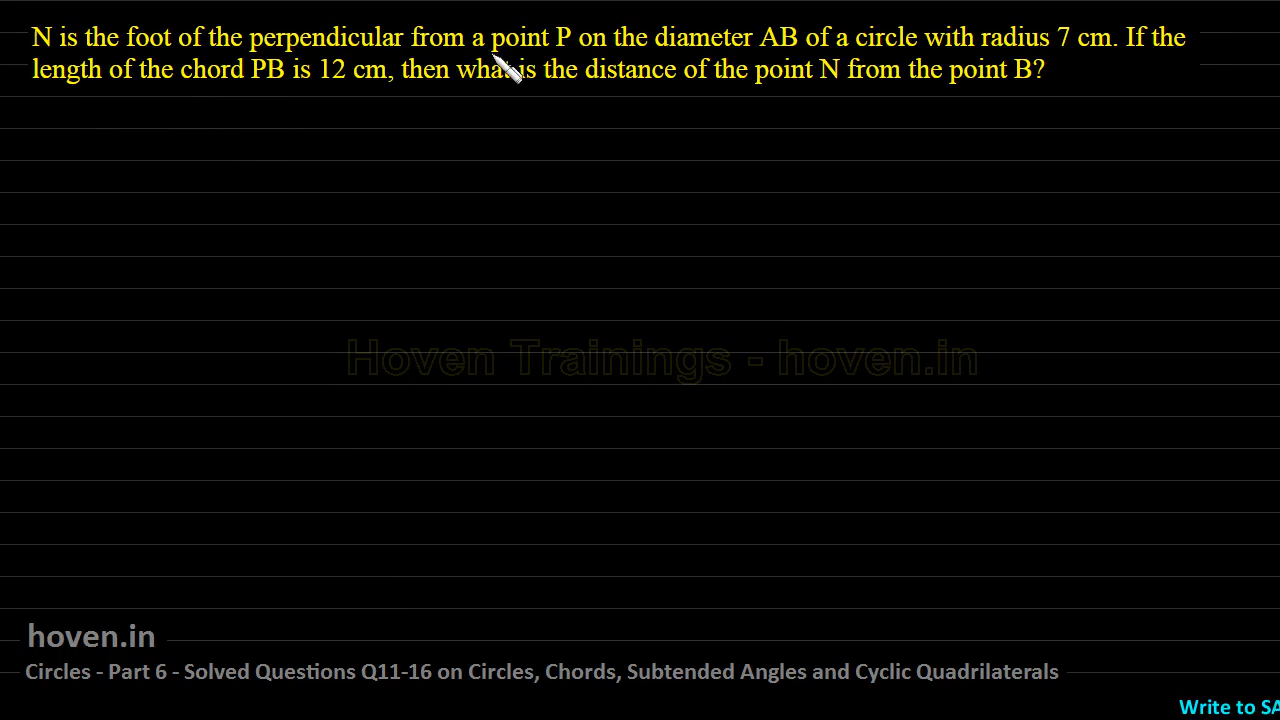 N is the foot of the perpendicular from a point P on the diameter AB of a circle with radius 7 cm. If the
length of the chord PB is 12 cm, then what is the distance of the point N from the point B?
Hoven Trainings - hoven.in
hoven.in
Circles - Part 6 - Solved Questions Q11-16 on Circles, Chords, Subtended Angles and Cyclic Quadrilaterals
Write to SA